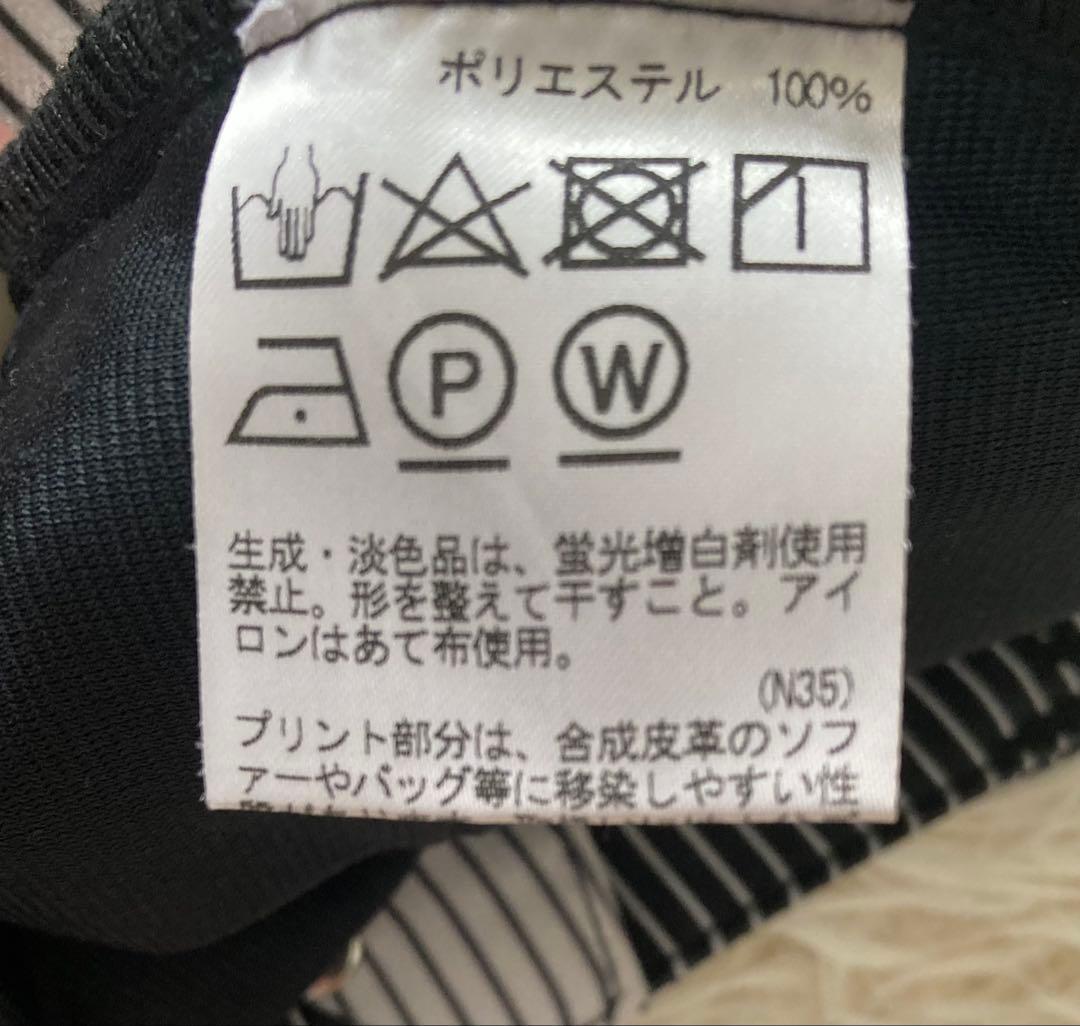 ポリエステル 100%
P W
生成・淡色品は、蛍光増白剤使用
禁止。形を整えて干すこと。アイ
ロンはあて布使用。
(N35)
プリント部分は、合成皮革のソフ
ァーやバッグ等に移染しやすい性